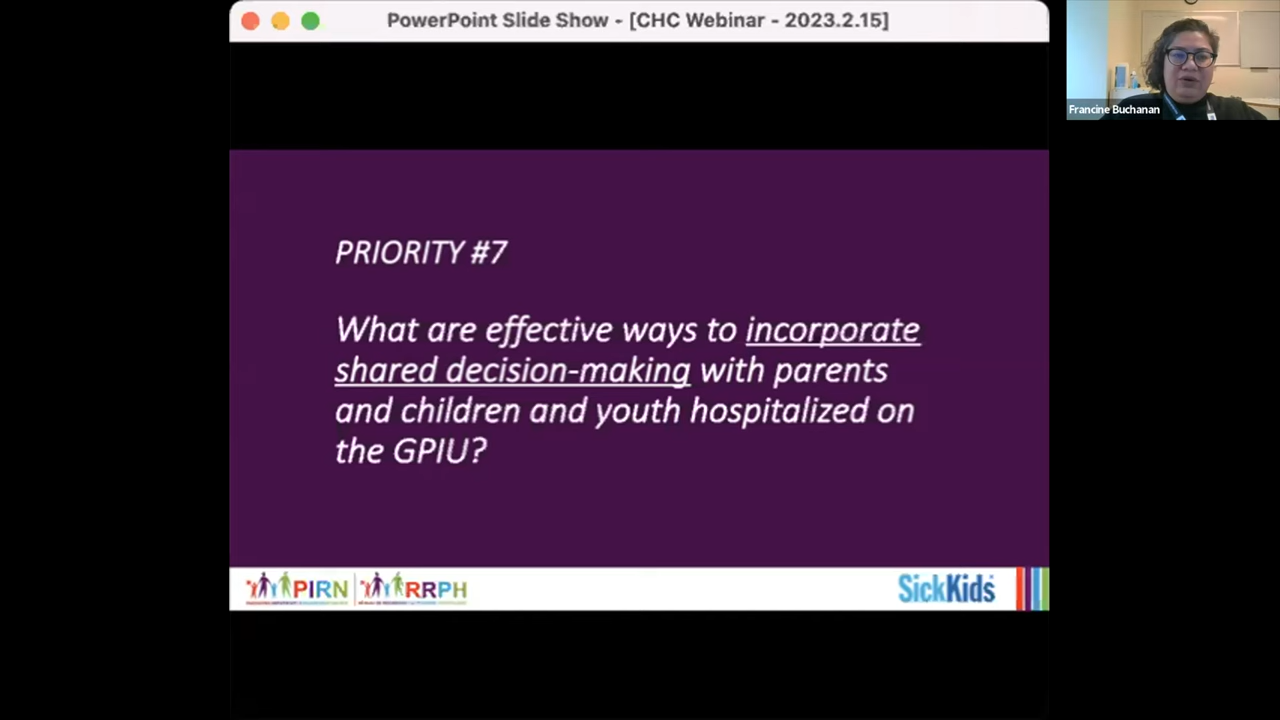 PowerPoint Slide Show - [CHC Webinar - 2023.2.15]
Francine Buchanan
PRIORITY #7
What are effective ways to incorporate
shared decision-making with parents
and children and youth hospitalized on
the GPIU?
PIRN
RRPH
SickKids